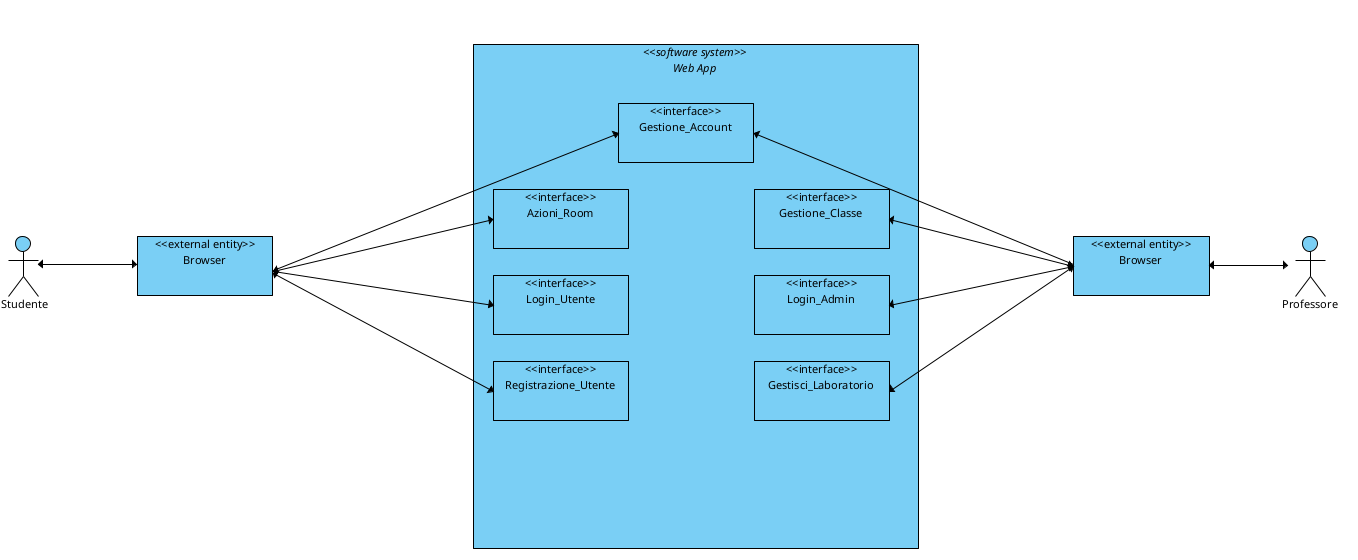 <<software system>>
Web App
<<interface>>
Gestione_Account
<<interface>>
Azioni_Room
<<interface>>
Gestione_Classe
<<external entity>>
Browser
<<external entity>>
Browser
Studente
Professore
<<interface>>
Login_Utente
<<interface>>
Login_Admin
<<interface>>
Registrazione_Utente
<<interface>>
Gestisci_Laboratorio